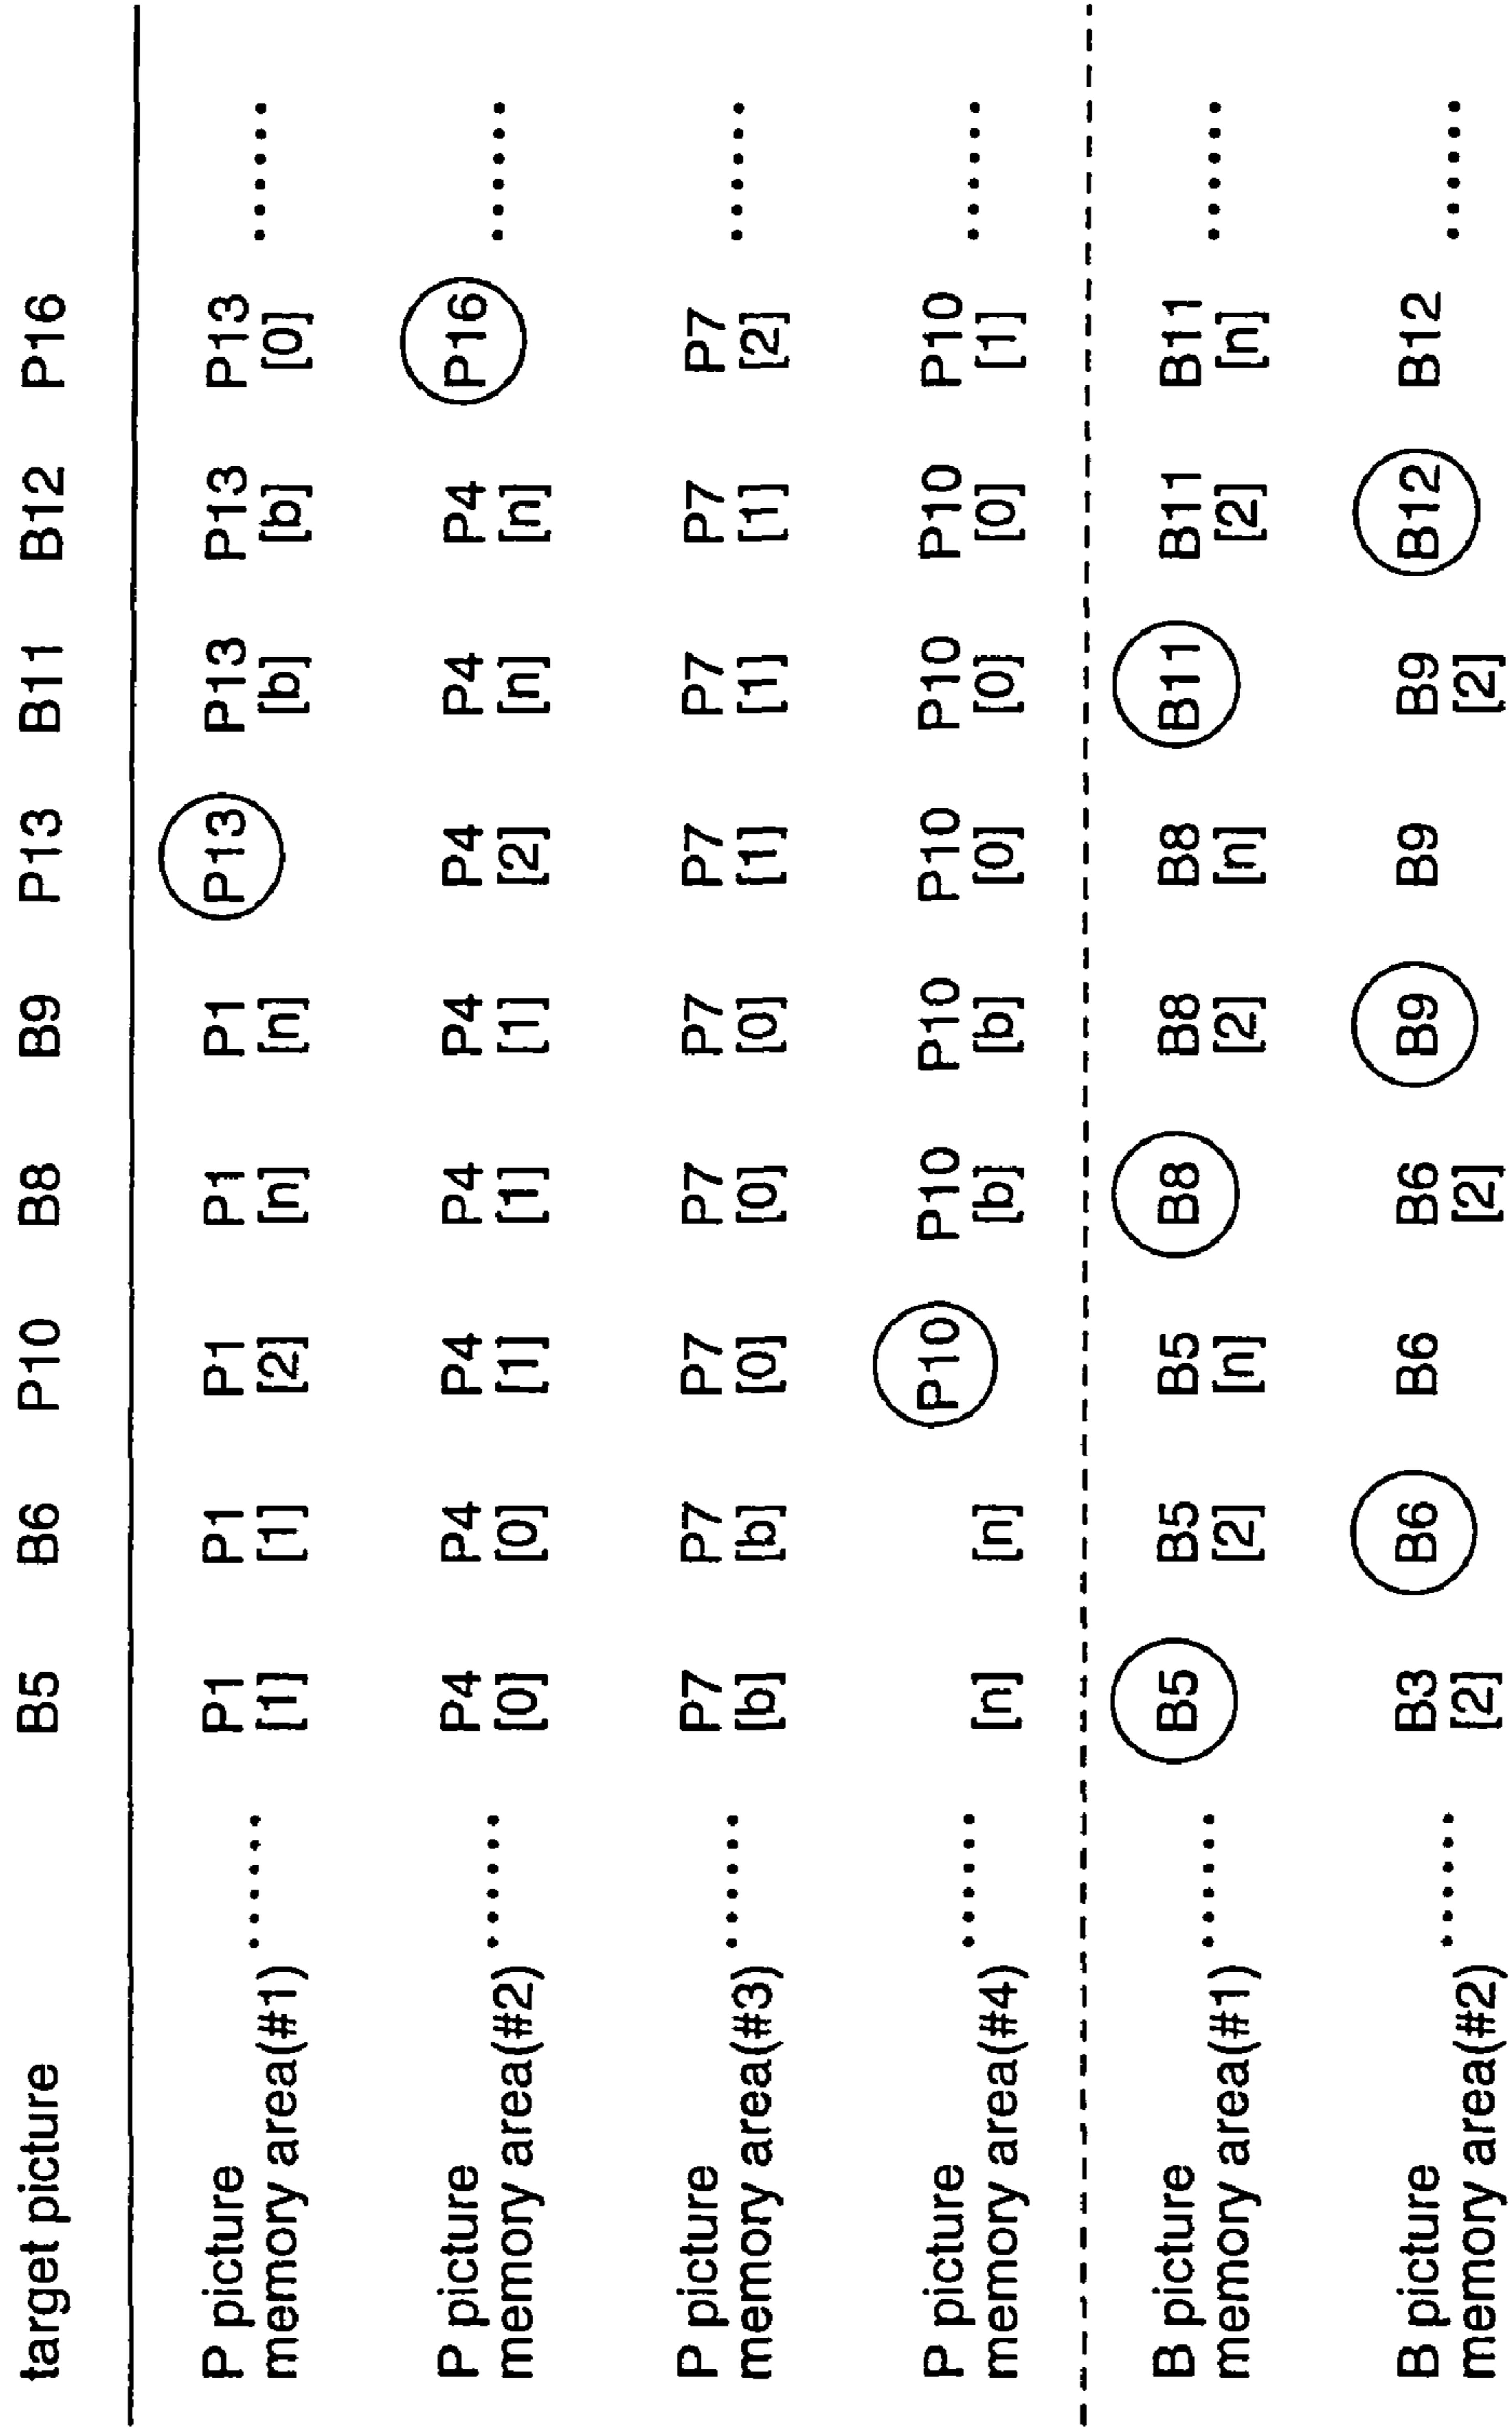 target picture B5 B6 P10 B8 B9 P13 B11 B12 P16
P picture P1 P1 P1 P1 P1 P13 P13 P13 P13
memory area(#1) ...... [1] [1] [2] [n] [n] [b] [b] [0] ......
P picture P4 P4 P4 P4 P4 P4 P4 P4 P16
memory area(#2) ...... [0] [0] [1] [1] [1] [2] [n] [n] ......
P picture P7 P7 P7 P7 P7 P7 P7 P7 P7
memory area(#3) ...... [b] [b] [0] [0] [0] [1] [1] [1] [2] ......
P picture P10 P10 P10 P10 P10 P10 P10
memory area(#4) ...... [n] [n] [b] [b] [0] [0] [0] [1] ......
B picture B5 B5 B5 B8 B8 B8 B11 B11 B11
memory area(#1) ...... [2] [n] [2] [n] [2] [n] ......
B picture B3 B6 B6 B6 B9 B9 B9 B12 B12
memory area(#2) ...... [2] [2] [2] ......